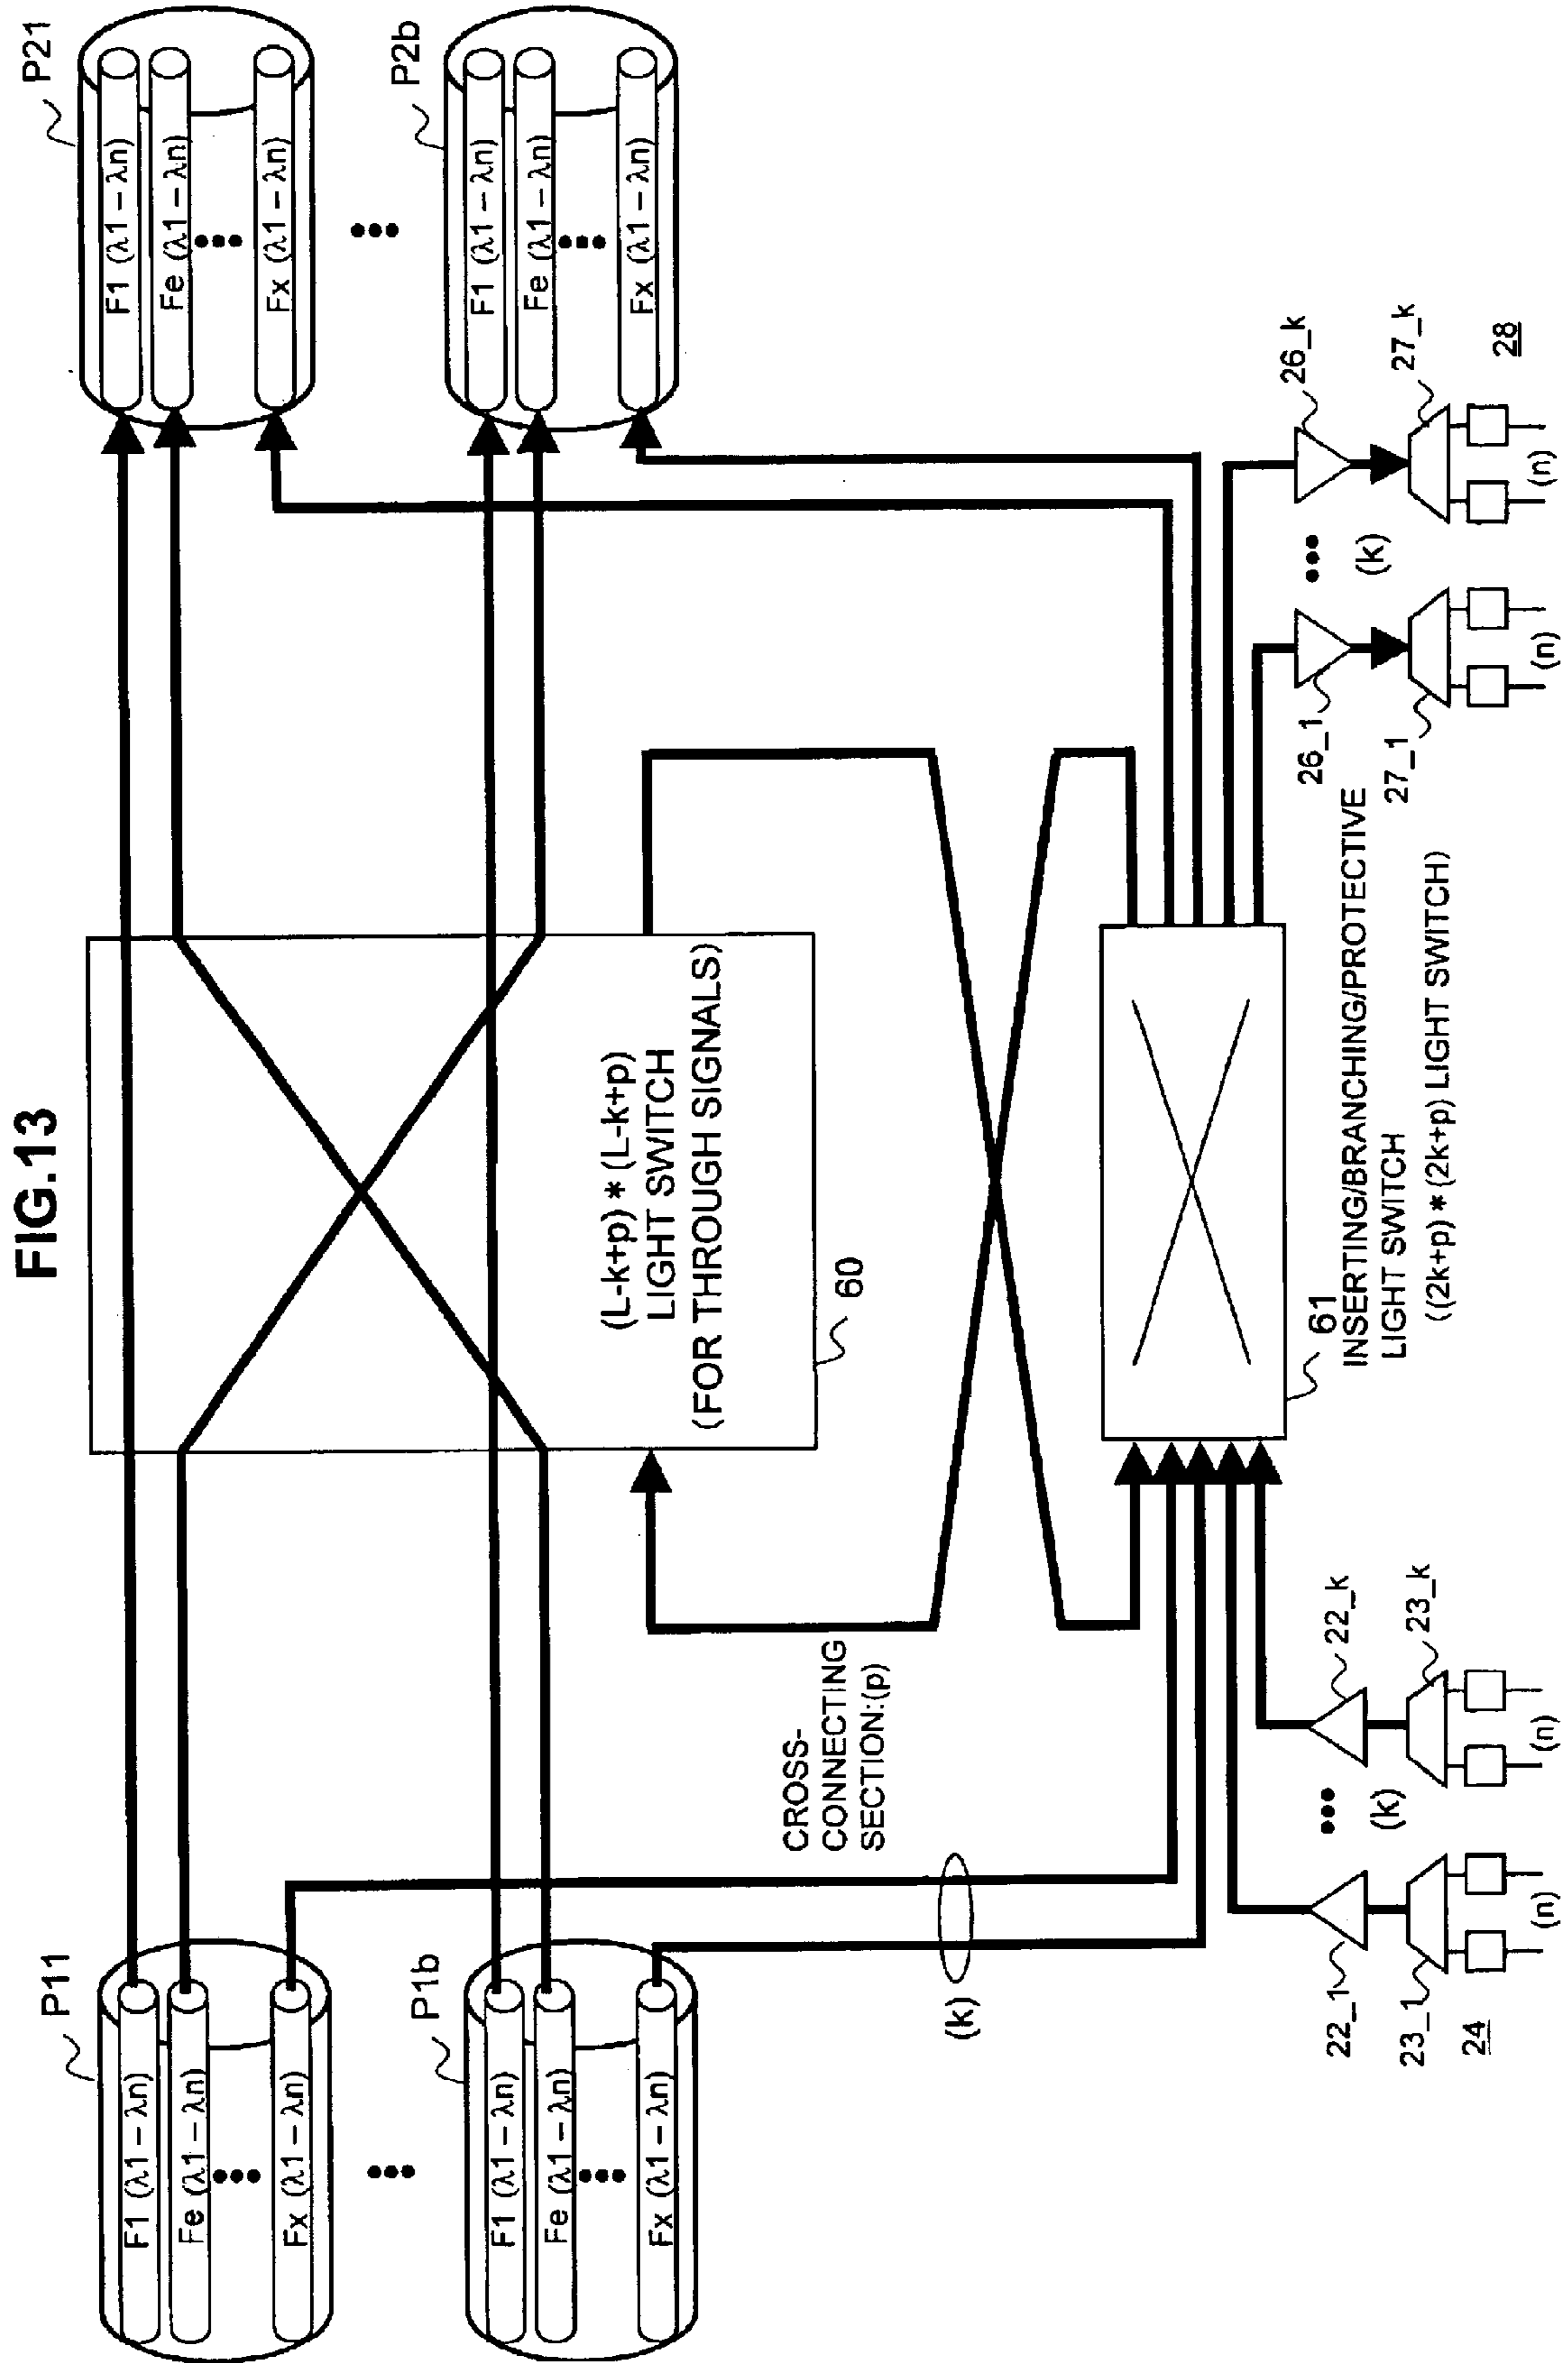 FIG.13
P11
F1 (λ1－λn)
Fe (λ1－λn)
Fx (λ1－λn)
P1b
F1 (λ1－λn)
Fe (λ1－λn)
Fx (λ1－λn)
P21
F1 (λ1－λn)
Fe (λ1－λn)
Fx (λ1－λn)
P2b
F1 (λ1－λn)
Fe (λ1－λn)
Fx (λ1－λn)
(L-k+p) * (L-k+p)
LIGHT SWITCH
(FOR THROUGH SIGNALS)
60
CROSS-
CONNECTING
SECTION:(p)
(k)
61
INSERTING/BRANCHING/PROTECTIVE
LIGHT SWITCH
((2k+p) * (2k+p) LIGHT SWITCH)
22_1
22_k
(k)
23_1
23_k
24
(n)
(n)
26_1
26_k
(k)
27_1
27_k
28
(n)
(n)